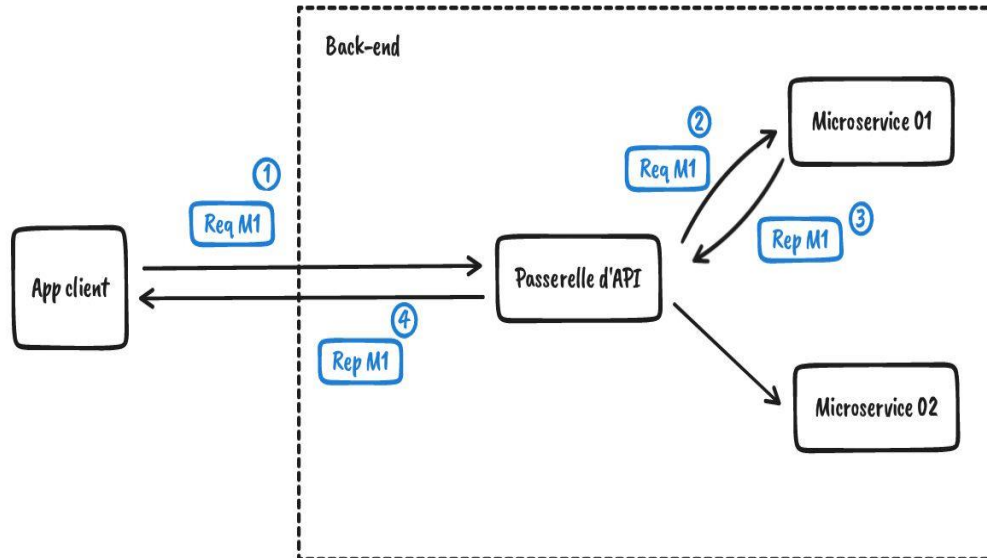 Back-end
Microservice 01
2
Req M1
1
Req M1
Rep M1
3
App client
Passerelle d'API
4
Rep M1
Microservice 02